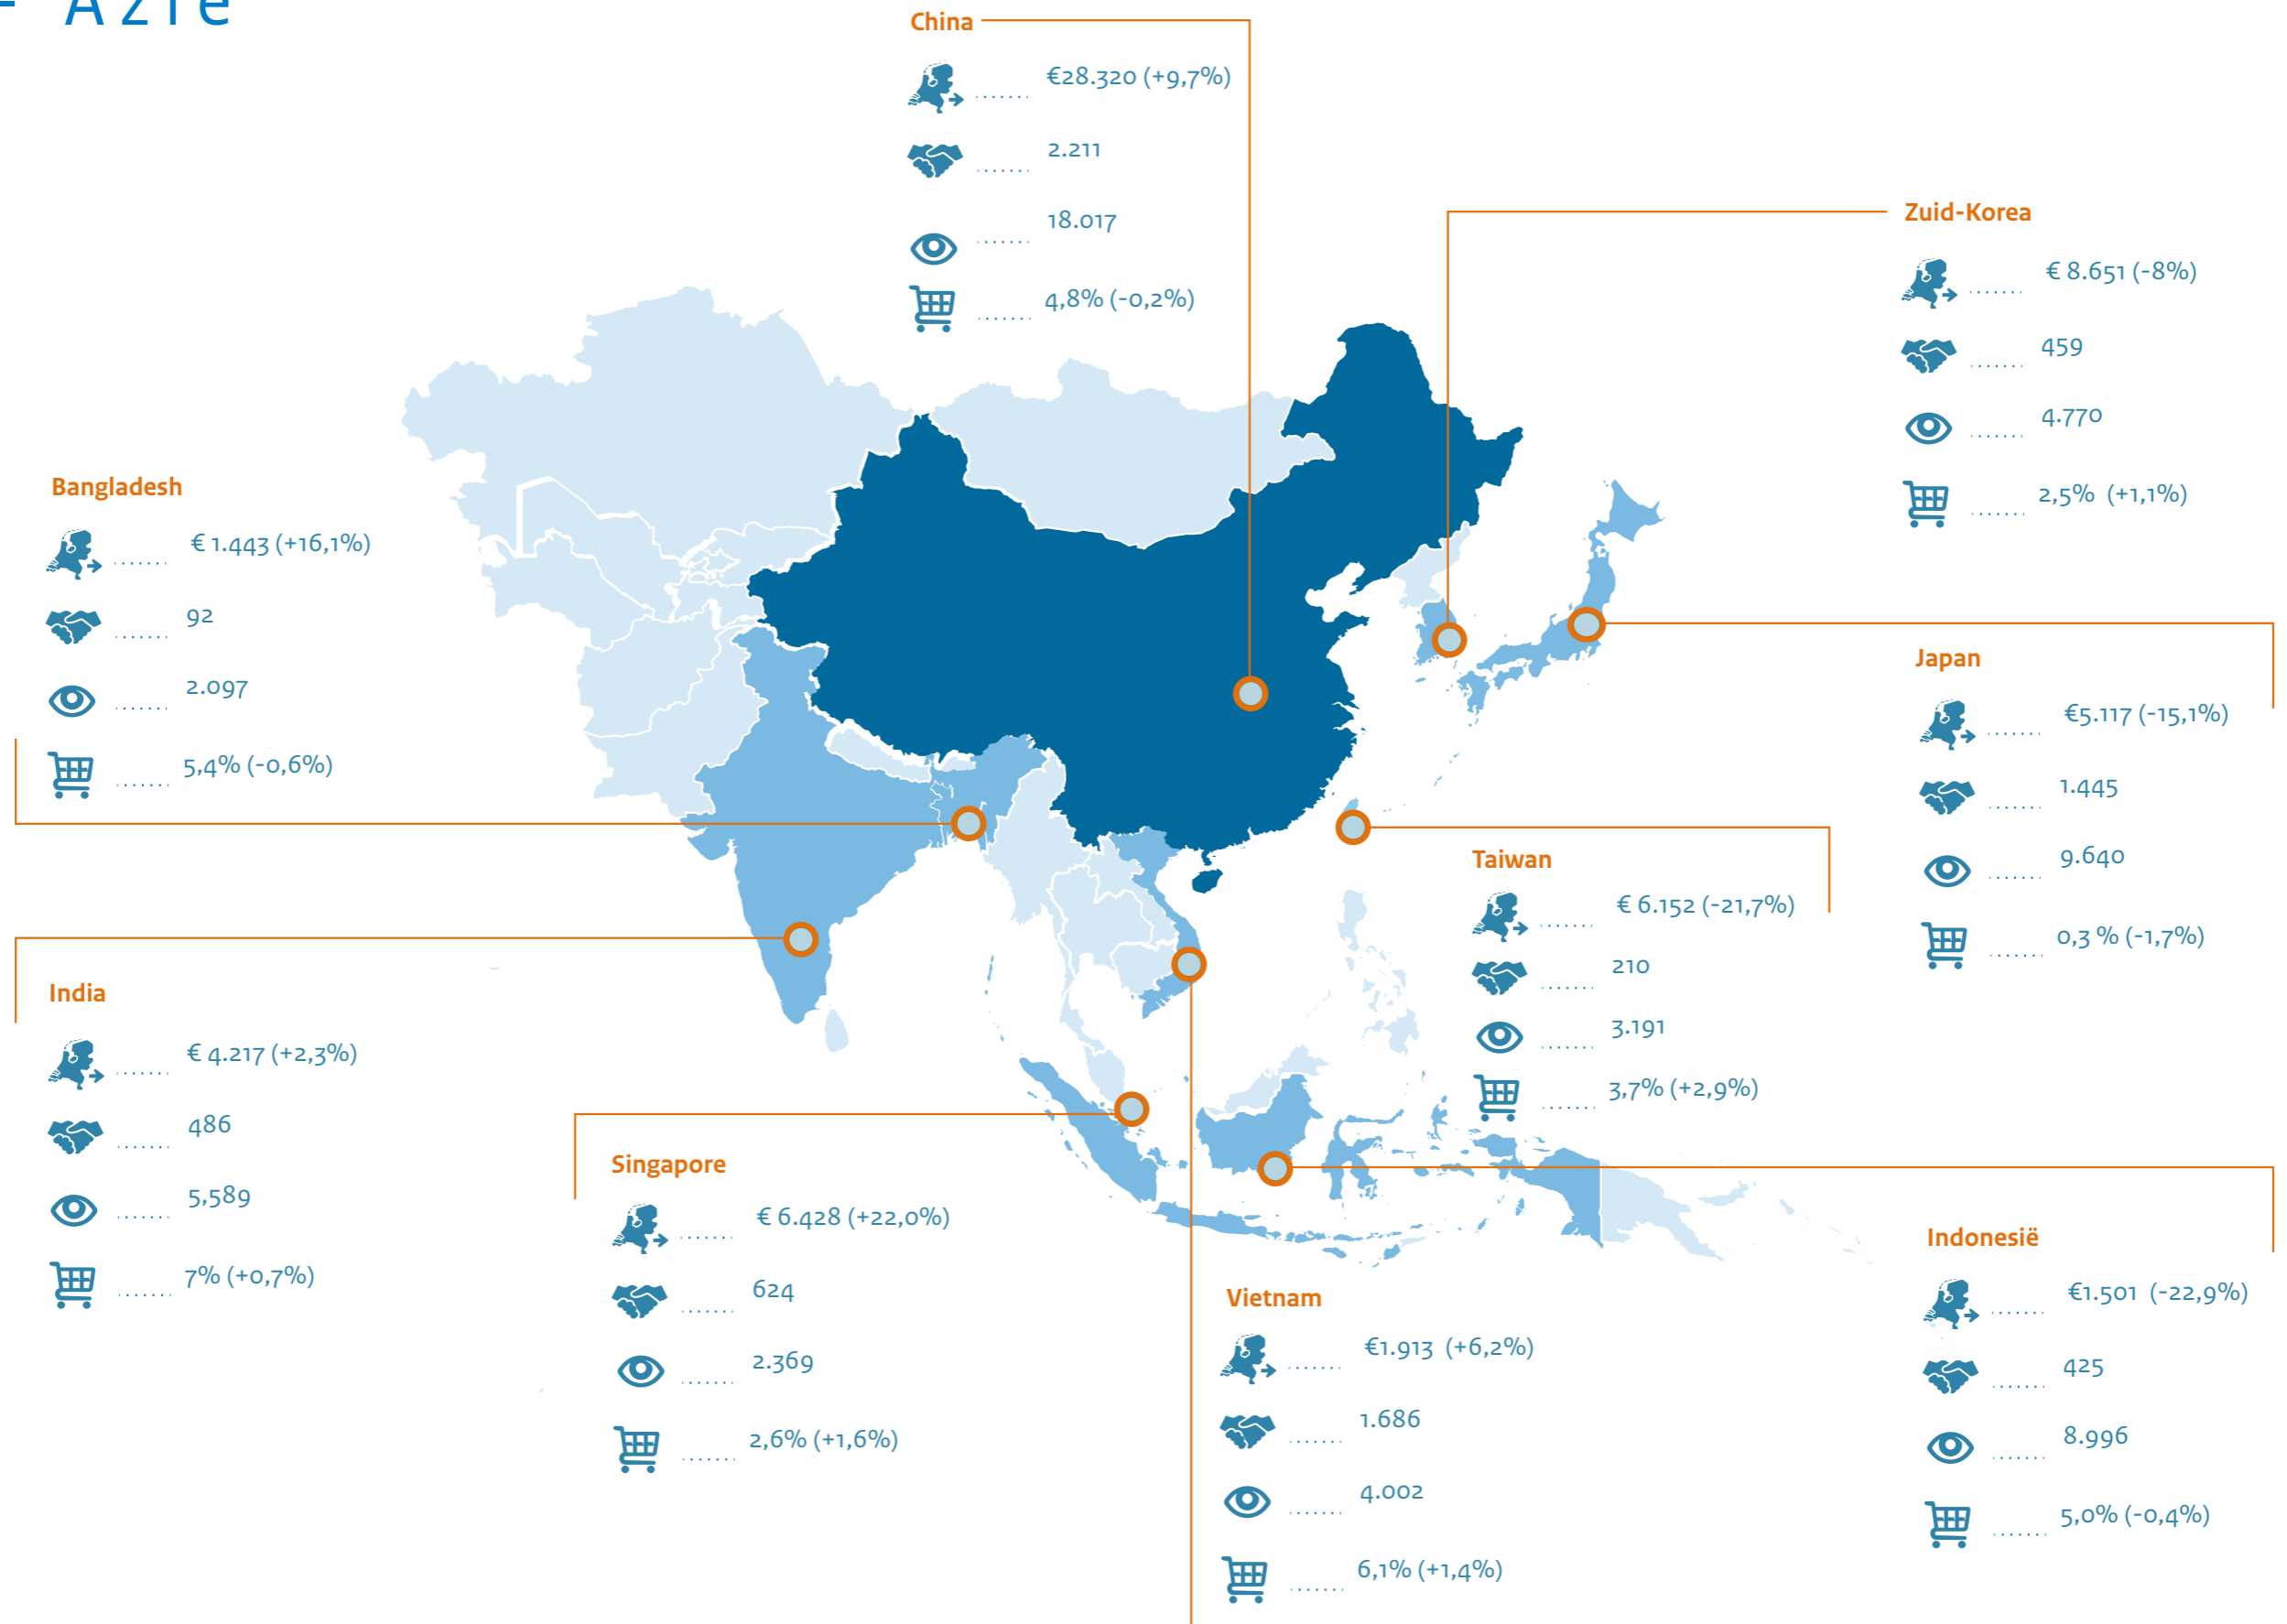 - Azië
China
€28.320 (+9,7%)
2.211
18.017
4,8% (-0,2%)
Zuid-Korea
€ 8.651 (-8%)
459
4.770
2,5% (+1,1%)
Bangladesh
€ 1.443 (+16,1%)
92
2.097
5,4% (-0,6%)
Japan
€5.117 (-15,1%)
1.445
9.640
0,3 % (-1,7%)
Taiwan
€ 6.152 (-21,7%)
210
3.191
3,7% (+2,9%)
India
€ 4.217 (+2,3%)
486
5,589
7% (+0,7%)
Singapore
€ 6.428 (+22,0%)
624
2.369
2,6% (+1,6%)
Vietnam
€1.913 (+6,2%)
1.686
4.002
6,1% (+1,4%)
Indonesië
€1.501 (-22,9%)
425
8.996
5,0% (-0,4%)